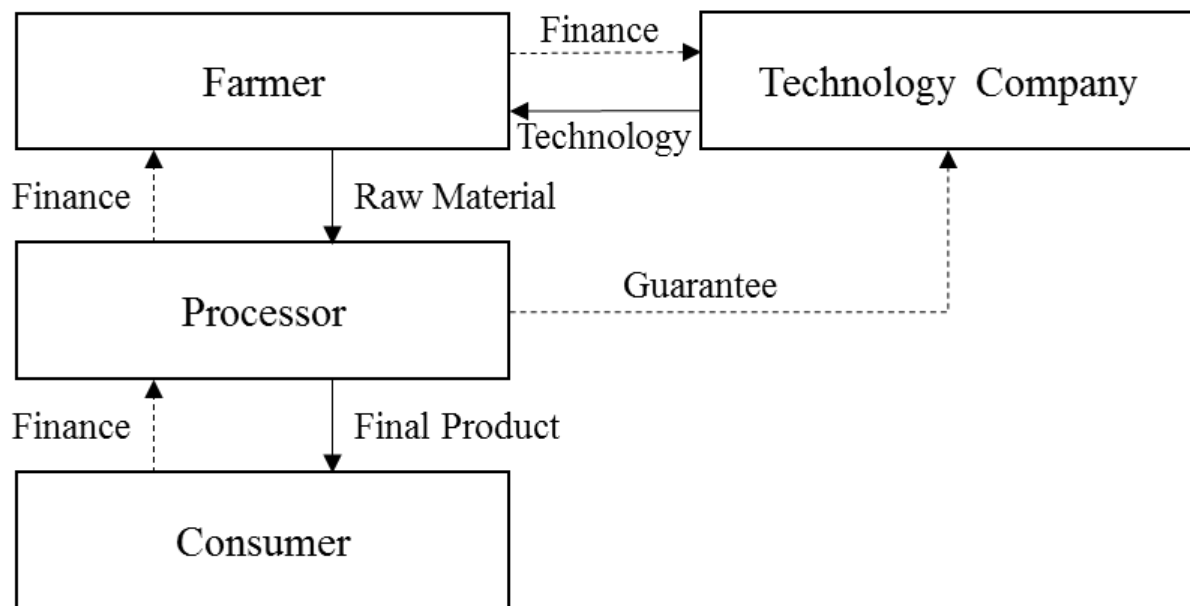 Finance
Farmer
Technology Company
Technology
Finance
Raw Material
Processor
Guarantee
Finance
Final Product
Consumer